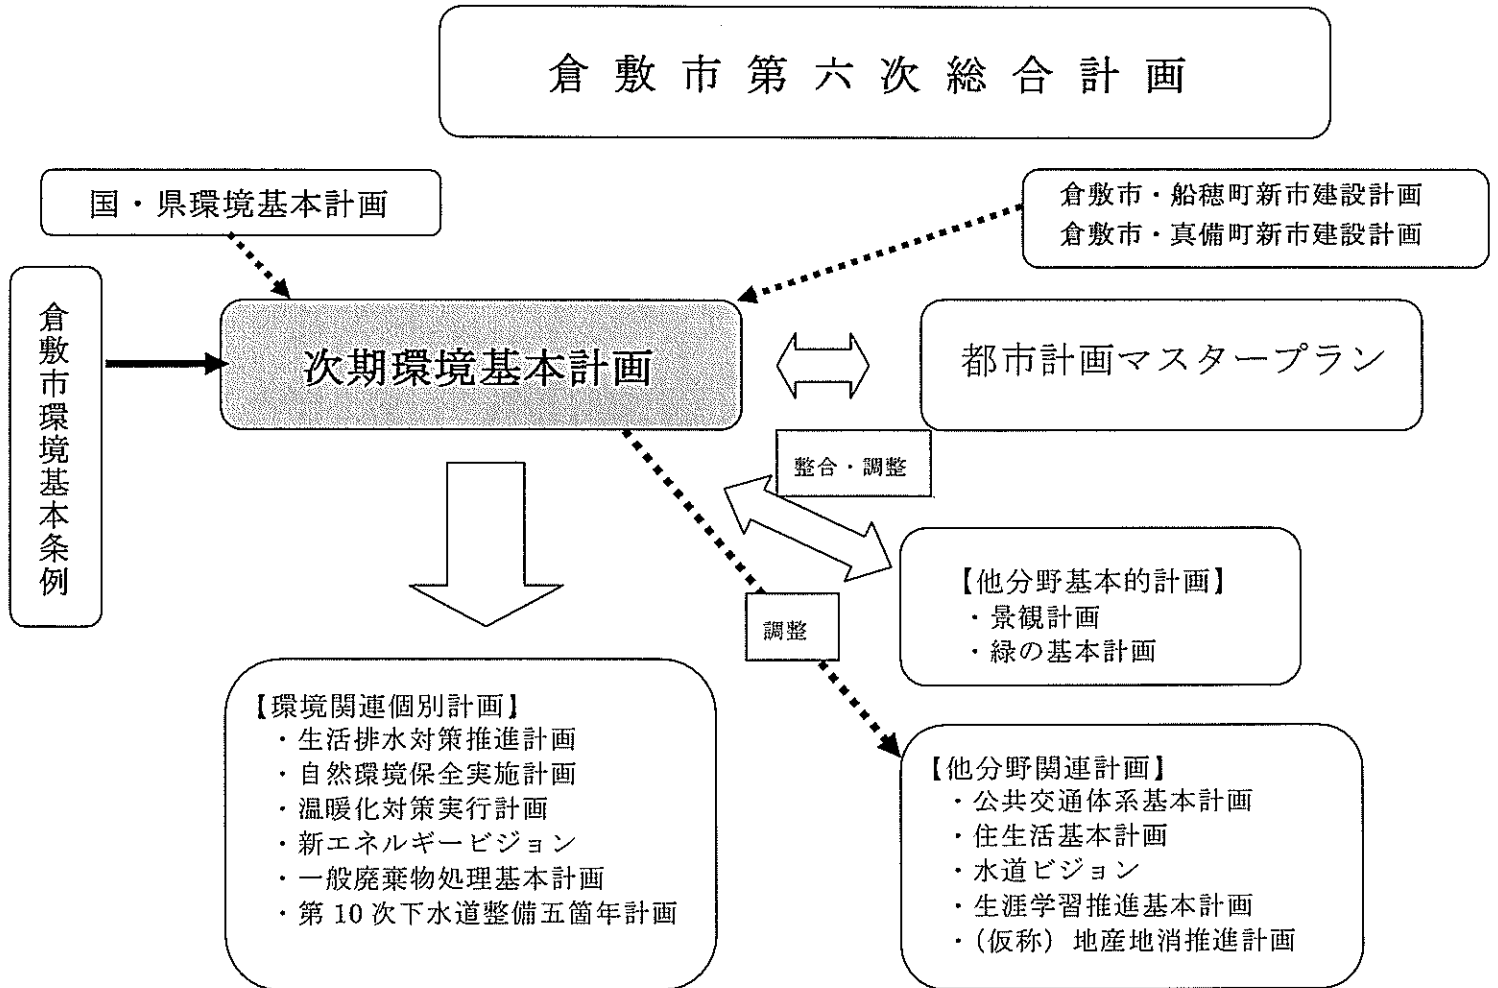 倉敷市第六次総合計画
国・県環境基本計画
倉敷市・船穂町新市建設計画
倉敷市・真備町新市建設計画
倉敷市環境基本条例
次期環境基本計画
都市計画マスタープラン
整合・調整
【他分野基本的計画】
・景観計画
・緑の基本計画
調整
【環境関連個別計画】
・生活排水対策推進計画
・自然環境保全実施計画
・温暖化対策実行計画
・新エネルギービジョン
・一般廃棄物処理基本計画
・第10次下水道整備五箇年計画
【他分野関連計画】
・公共交通体系基本計画
・住生活基本計画
・水道ビジョン
・生涯学習推進基本計画
・(仮称) 地産地消推進計画